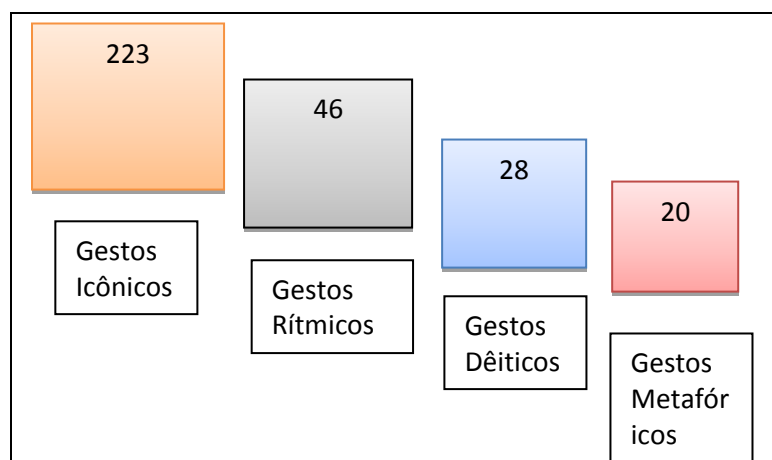 223
46
28
20
Gestos
Icônicos
Gestos
Rítmicos
Gestos
Dêiticos
Gestos
Metafór
icos